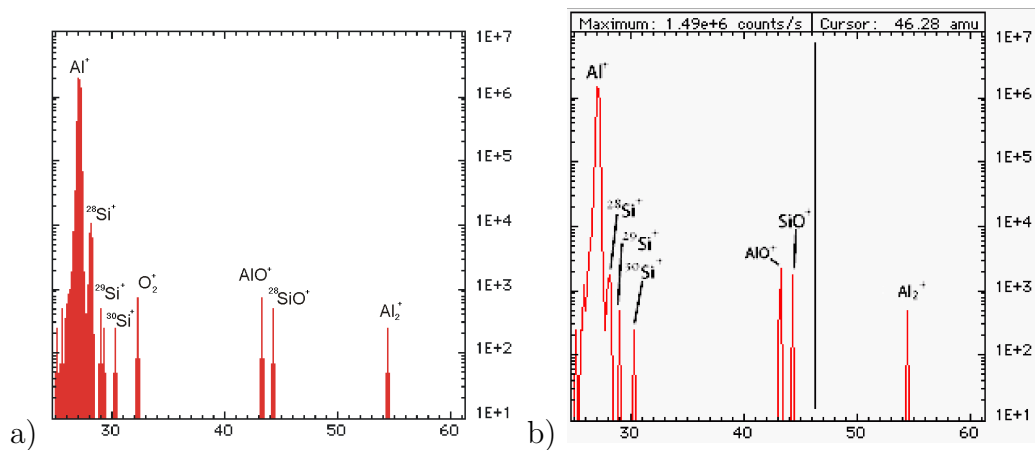 a)
Al⁺
²⁸Si⁺
²⁹Si⁺
³⁰Si⁺
O₂⁺
AlO⁺
²⁸SiO⁺
Al₂⁺
1E+7
1E+6
1E+5
1E+4
1E+3
1E+2
1E+1
30
40
50
60
b)
Maximum: 1.49e+6 counts/s
Cursor: 46.28 amu
Al⁺
²⁸Si⁺
²⁹Si⁺
³⁰Si⁺
AlO⁺
SiO⁺
Al₂⁺
1E+7
1E+6
1E+5
1E+4
1E+3
1E+2
1E+1
30
40
50
60